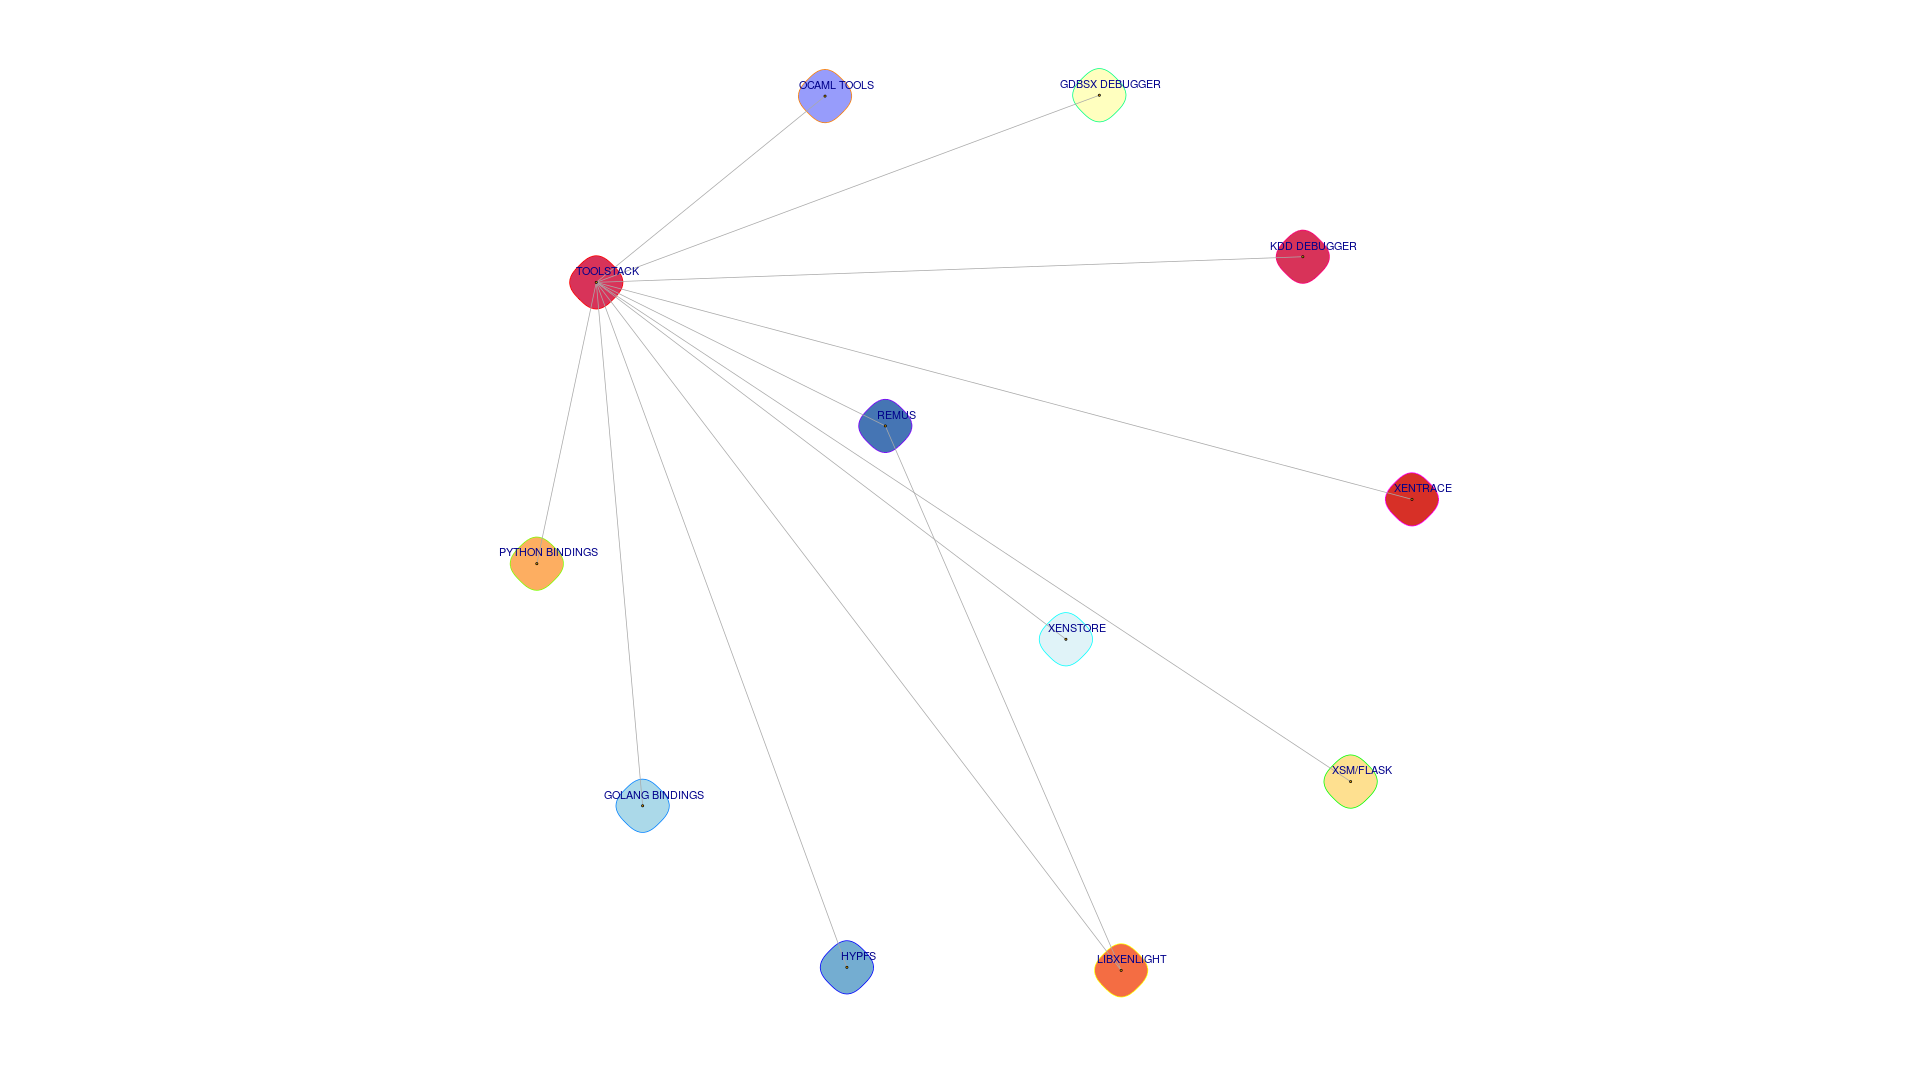 OCAML TOOLS
GDBSX DEBUGGER
KDD DEBUGGER
TOOLSTACK
REMUS
XENTRACE
PYTHON BINDINGS
XENSTORE
XSM/FLASK
GOLANG BINDINGS
HYPFS
LIBXENLIGHT